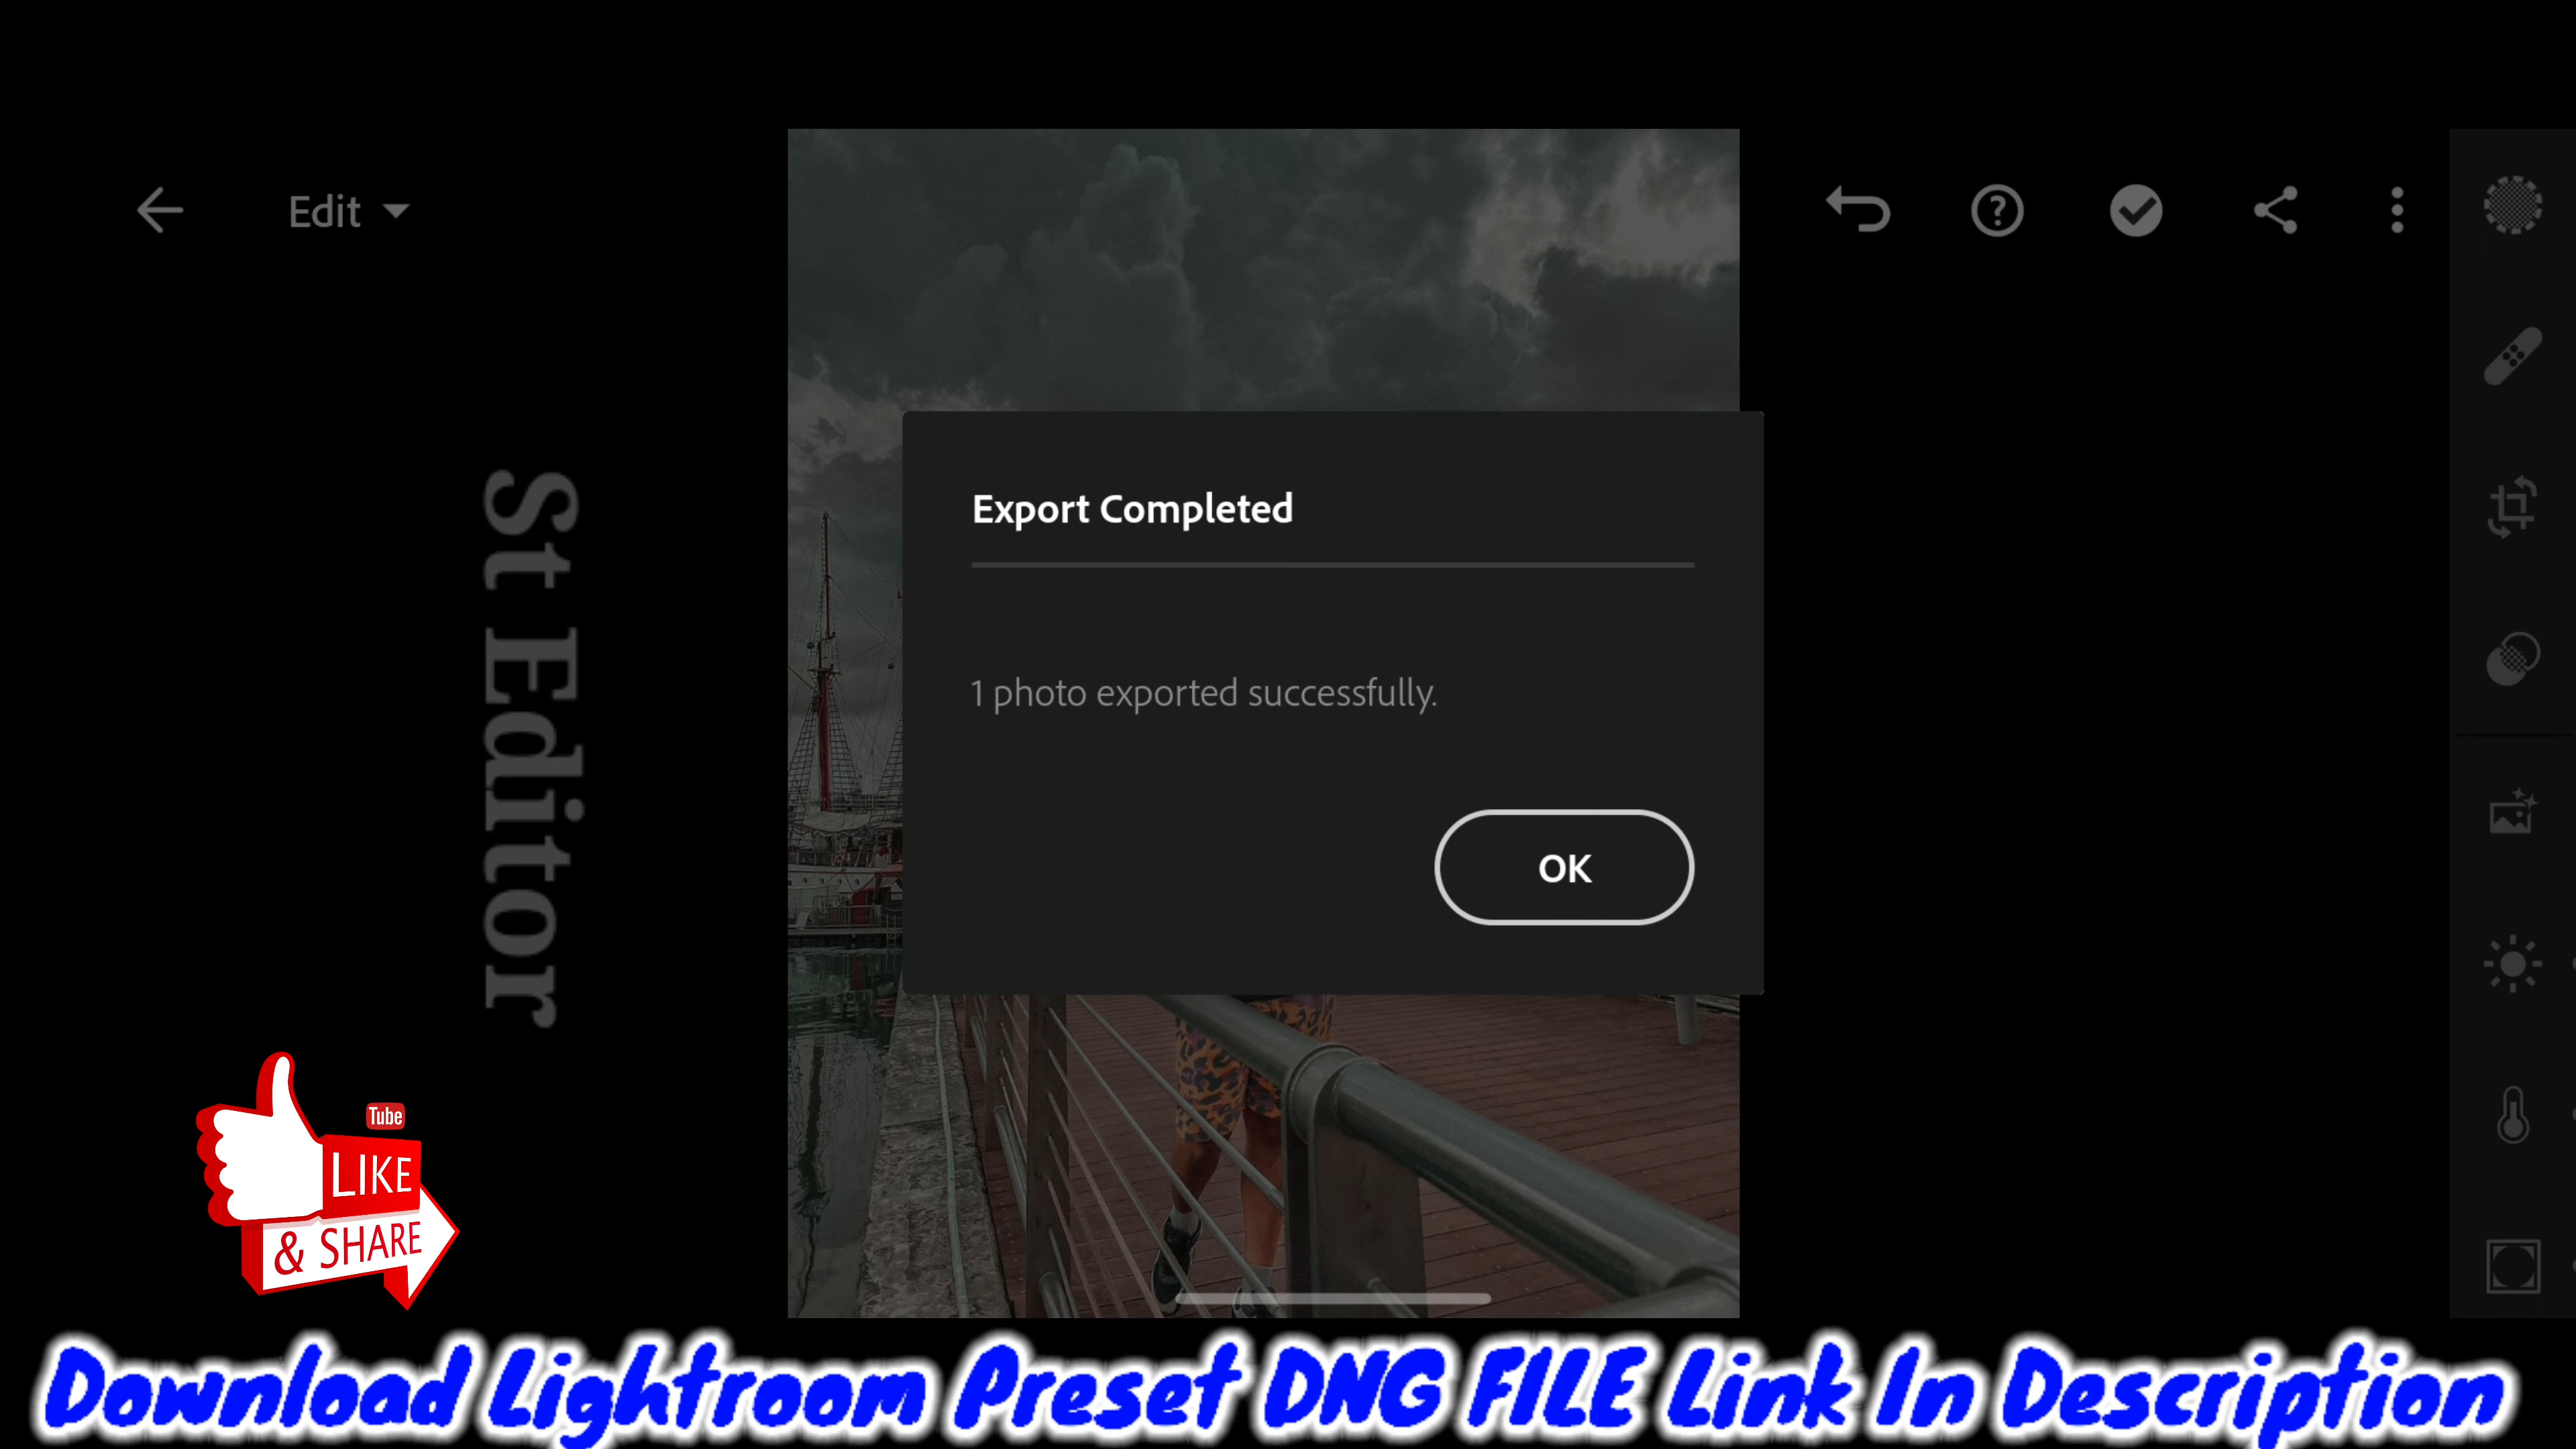 Edit
Export Completed
1 photo exported successfully.
OK
St Editor
Tube
LIKE
& SHARE
Download Lightroom Preset DNG FILE Link In Description